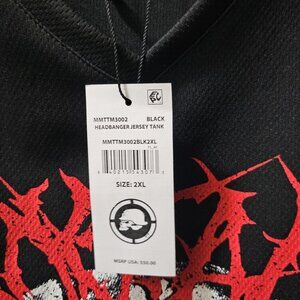 MMTTM3002 BLACK
HEADBANGER JERSEY TANK
MMTTM3002BLK2XL
SIZE: 2XL
MSRP USA: $50.00